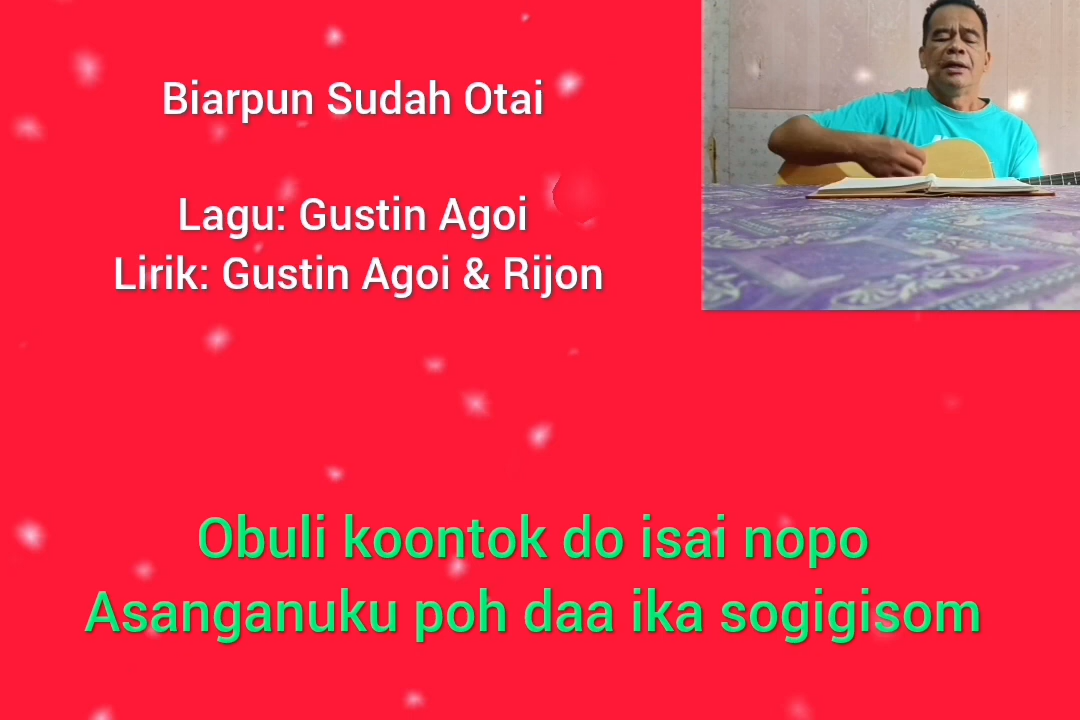 Biarpun Sudah Otai
Lagu: Gustin Agoi
Lirik: Gustin Agoi & Rijon
Obuli koontok do isai nopo
Asanganuku poh daa ika sogigisom